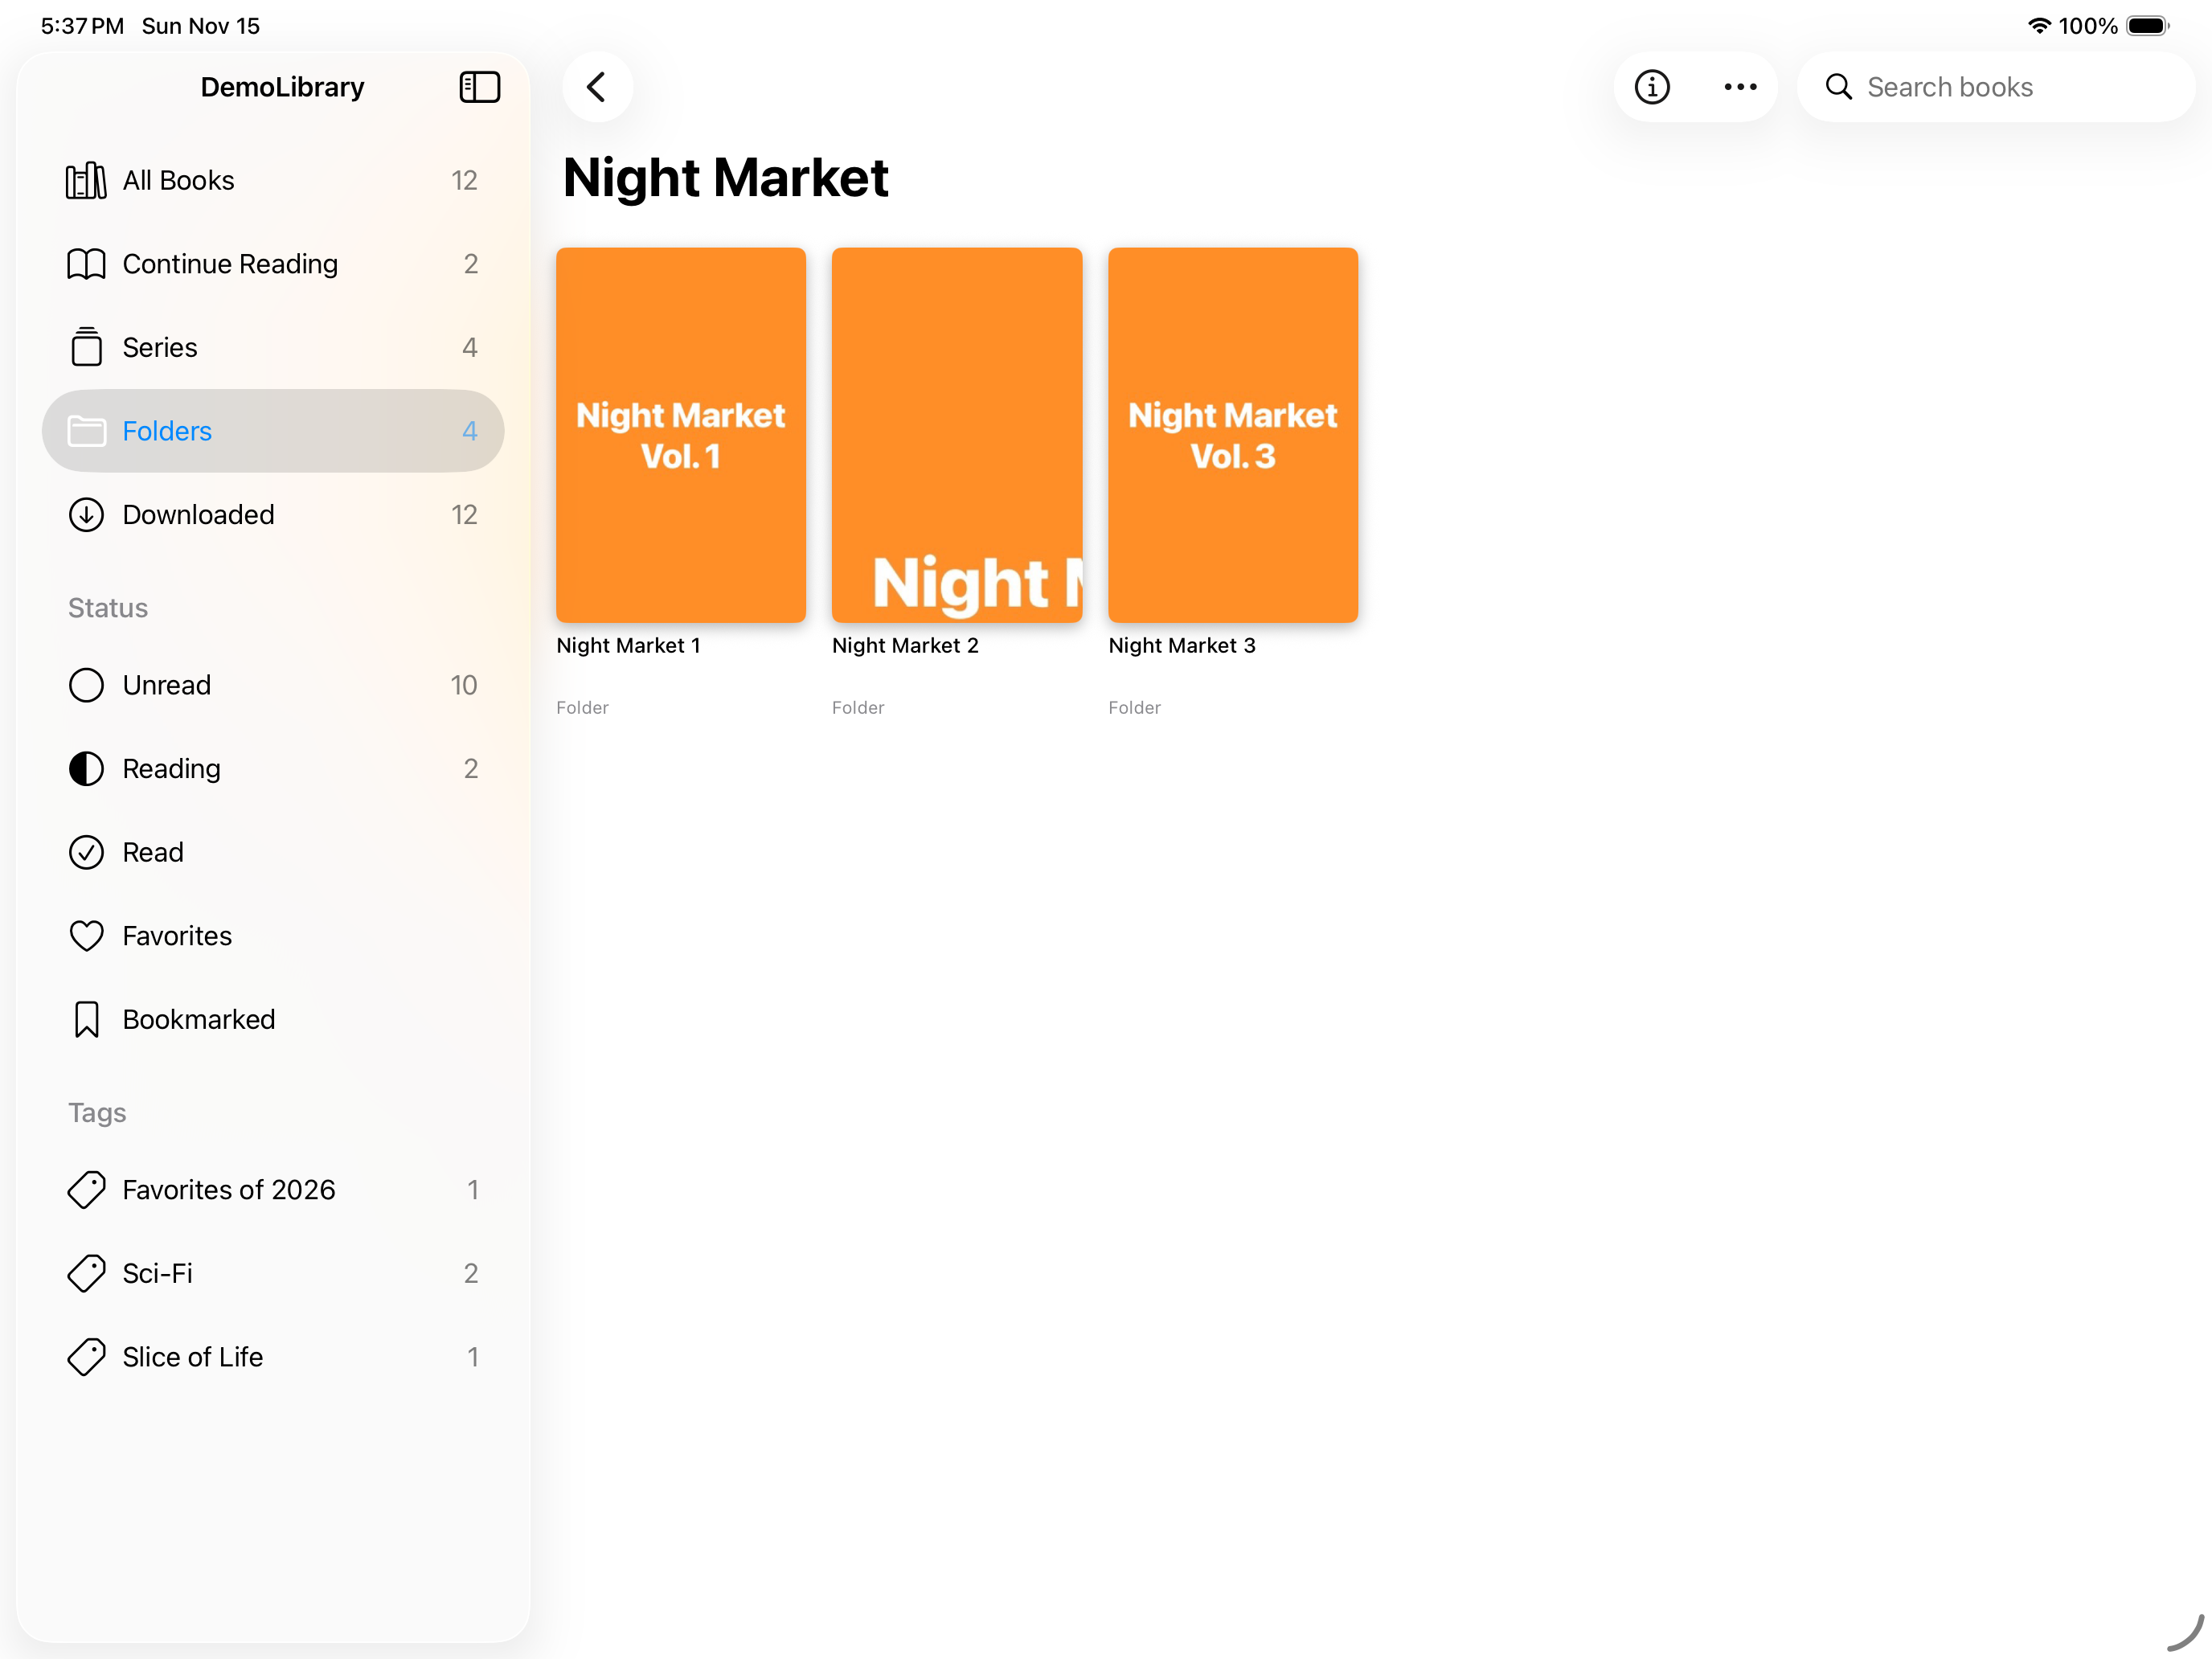 5:37 PM Sun Nov 15
100%
DemoLibrary
Search books
All Books 12
Continue Reading 2
Series 4
Folders 4
Downloaded 12
Status
Unread 10
Reading 2
Read
Favorites
Bookmarked
Tags
Favorites of 2026 1
Sci-Fi 2
Slice of Life 1
Night Market
Night Market
Vol. 1
Night Market 1
Folder
Night
Night Market 2
Folder
Night Market
Vol. 3
Night Market 3
Folder